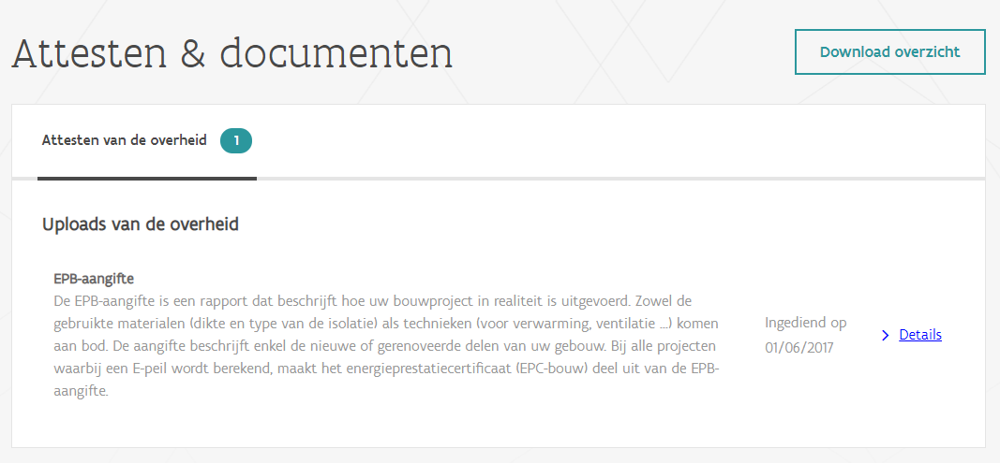 Attesten & documenten
Download overzicht
Attesten van de overheid 1
Uploads van de overheid
EPB-aangifte
De EPB-aangifte is een rapport dat beschrijft hoe uw bouwproject in realiteit is uitgevoerd. Zowel de
gebruikte materialen (dikte en type van de isolatie) als technieken (voor verwarming, ventilatie ...) komen
aan bod. De aangifte beschrijft enkel de nieuwe of gerenoveerde delen van uw gebouw. Bij alle projecten
waarbij een E-peil wordt berekend, maakt het energieprestatiecertificaat (EPC-bouw) deel uit van de EPB-
aangifte.
Ingediend op
01/06/2017
Details